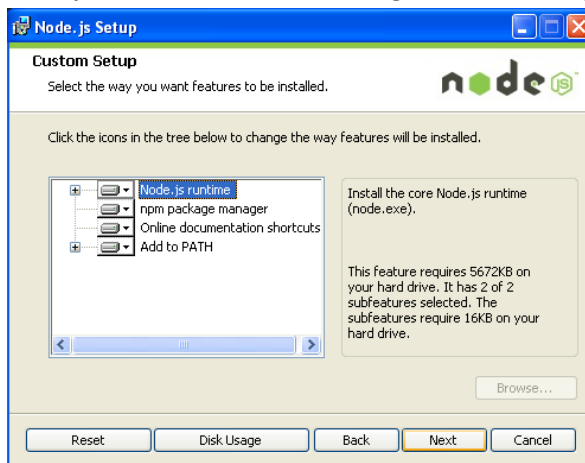 Node.js Setup
Custom Setup
Select the way you want features to be installed.
node
JS
Click the icons in the tree below to change the way features will be installed.
Node.js runtime
npm package manager
Online documentation shortcuts
Add to PATH
Install the core Node.js runtime
(node.exe).
This feature requires 5672KB on
your hard drive. It has 2 of 2
subfeatures selected. The
subfeatures require 16KB on your
hard drive.
Browse...
Reset
Disk Usage
Back
Next
Cancel